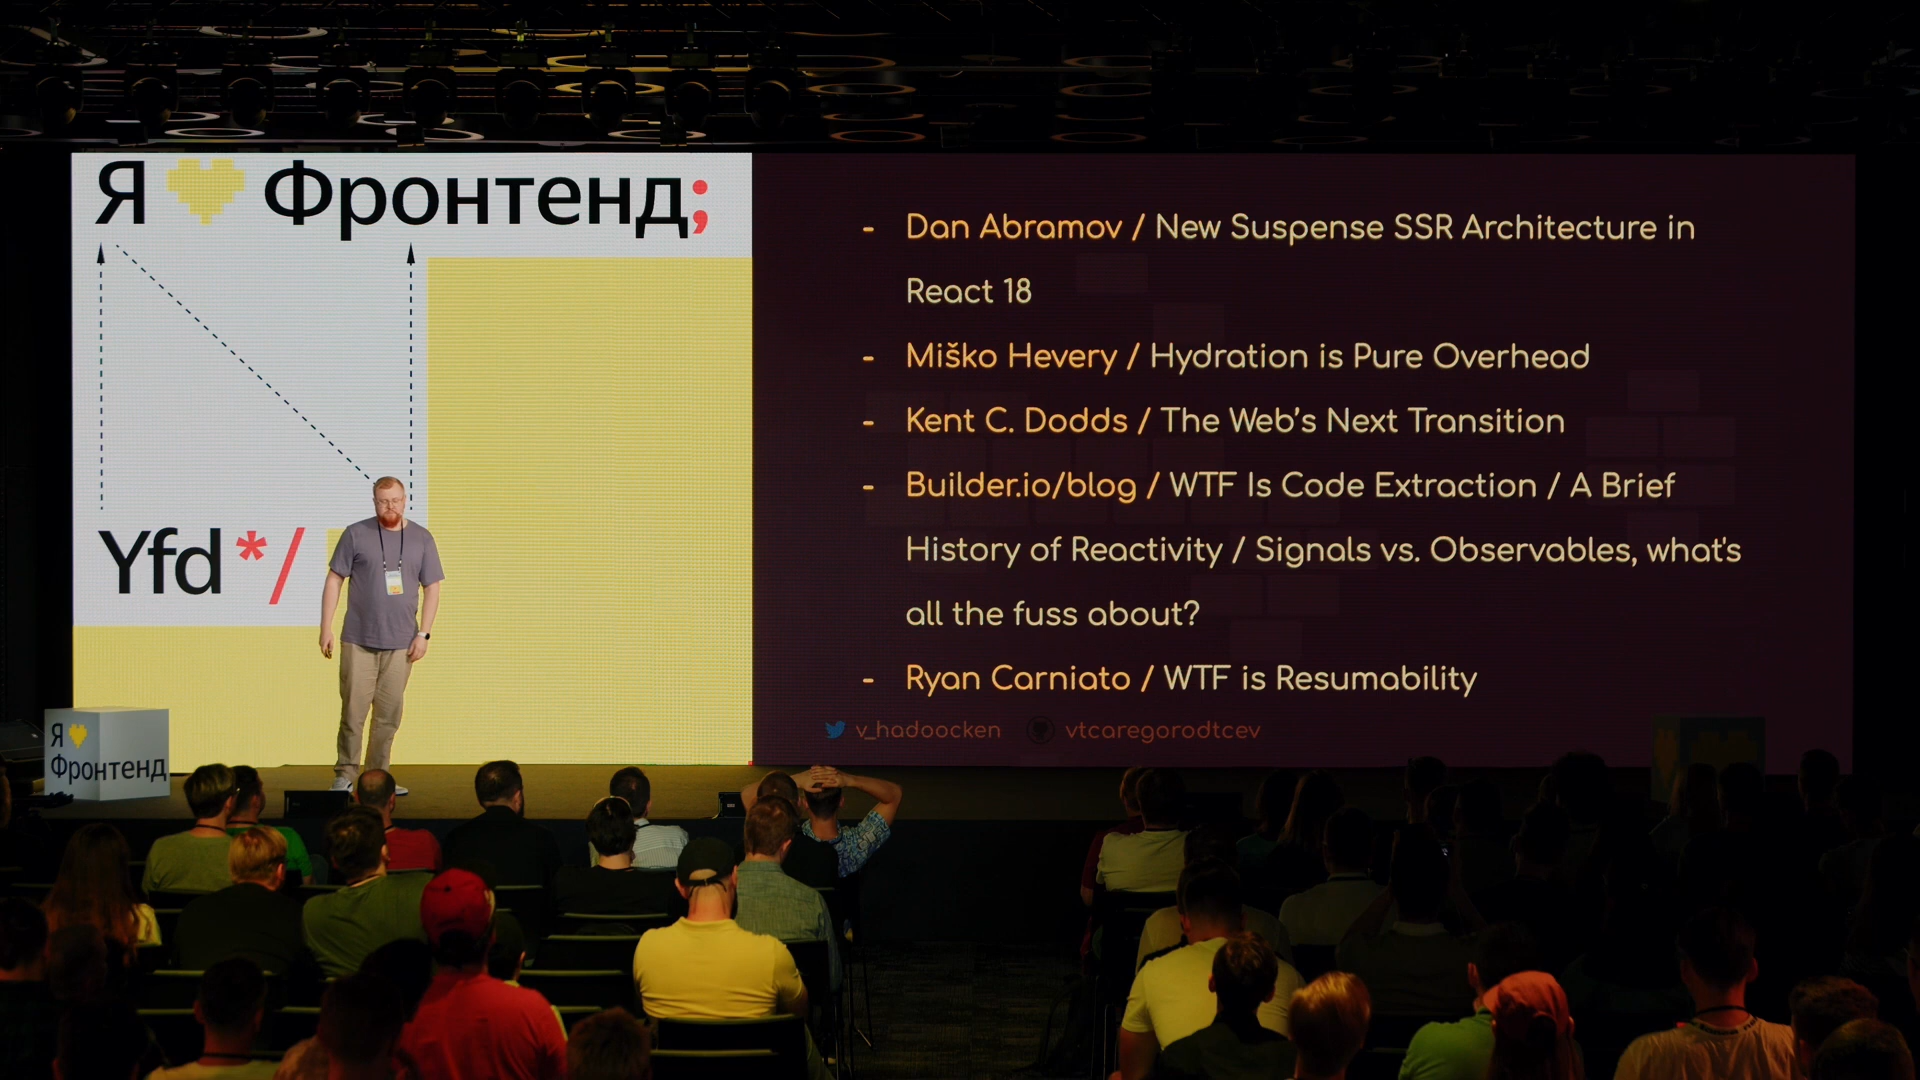 Я Фронтенд;
Yfd*/
Я
Фронтенд
- Dan Abramov / New Suspense SSR Architecture in
React 18
- Miško Hevery / Hydration is Pure Overhead
- Kent C. Dodds / The Web’s Next Transition
- Builder.io/blog / WTF Is Code Extraction / A Brief
History of Reactivity / Signals vs. Observables, what's
all the fuss about?
- Ryan Carniato / WTF is Resumability
v_hadoocken vtcaregorodtcev